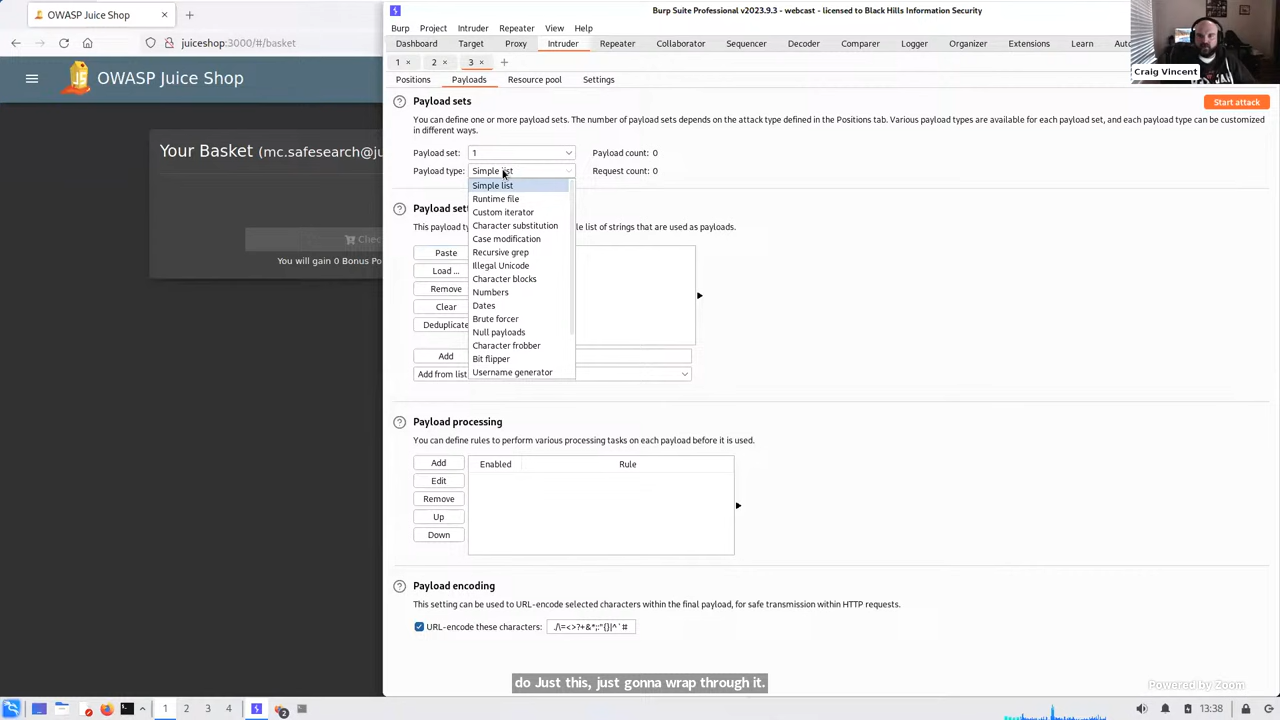 OWASP Juice Shop
juiceshop:3000/#/basket
OWASP Juice Shop
Your Basket (mc.safesearch@ju
Chec
You will gain 0 Bonus Po
Burp Suite Professional v2023.9.3 - webcast - licensed to Black Hills Information Security
Burp Project Intruder Repeater View Help
Dashboard Target Proxy Intruder Repeater Collaborator Sequencer Decoder Comparer Logger Organizer Extensions Learn Aut
1 × 2 × 3 × +
Positions Payloads Resource pool Settings
Craig Vincent
? Payload sets
Start attack
You can define one or more payload sets. The number of payload sets depends on the attack type defined in the Positions tab. Various payload types are available for each payload set, and each payload type can be customized
in different ways.
Payload set: 1 Payload count: 0
Payload type: Simple list Request count: 0
Simple list
Runtime file
Custom iterator
Character substitution
Case modification
Recursive grep
Illegal Unicode
Character blocks
Numbers
Dates
Brute forcer
Null payloads
Character frobber
Bit flipper
Username generator
? Payload set
This payload ty le list of strings that are used as payloads.
Paste
Load ...
Remove
Clear
Deduplicate
Add
Add from list
? Payload processing
You can define rules to perform various processing tasks on each payload before it is used.
Add
Edit
Remove
Up
Down
Enabled Rule
? Payload encoding
This setting can be used to URL-encode selected characters within the final payload, for safe transmission within HTTP requests.
URL-encode these characters: ./\=<>?+&*;:"{}|^`#
do Just this, just gonna wrap through it.
Powered by Zoom
1 2 3 4
2
13:38